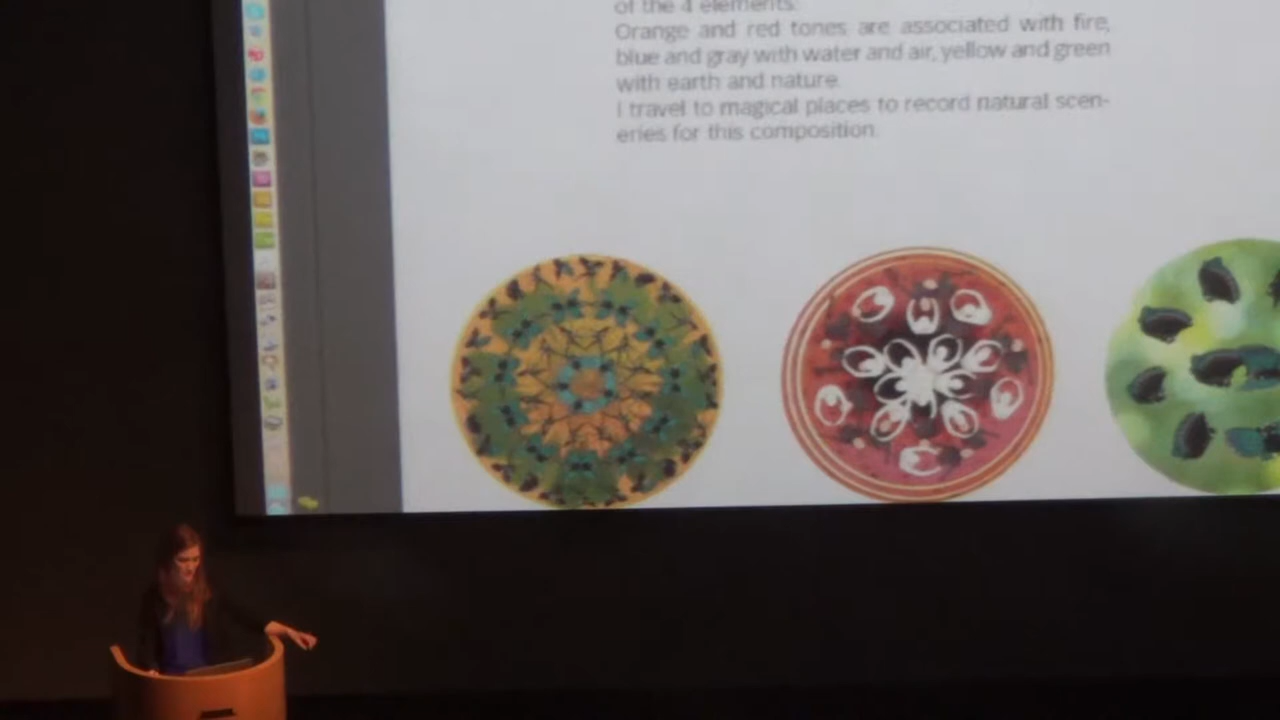 of the 4 elements.
Orange and red tones are associated with fire,
blue and gray with water and air, yellow and green
with earth and nature.
I travel to magical places to record natural scen-
eries for this composition.